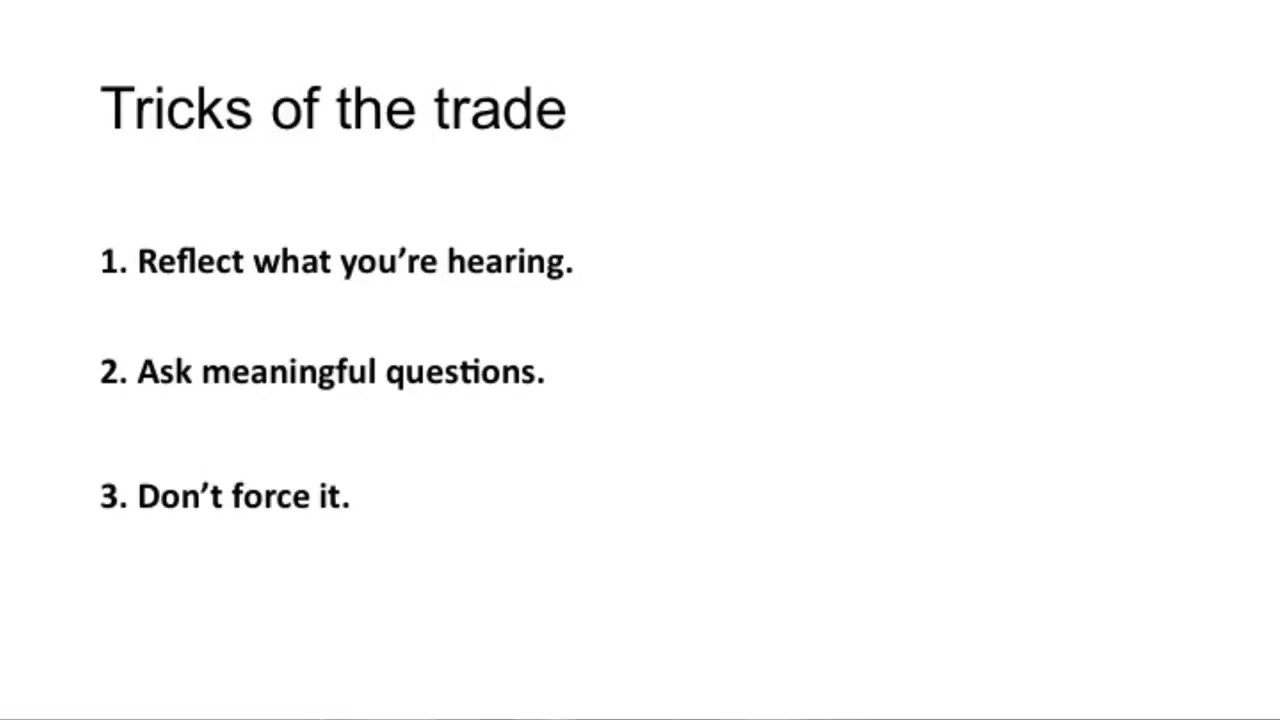 Tricks of the trade
1. Reflect what you’re hearing.
2. Ask meaningful questions.
3. Don’t force it.